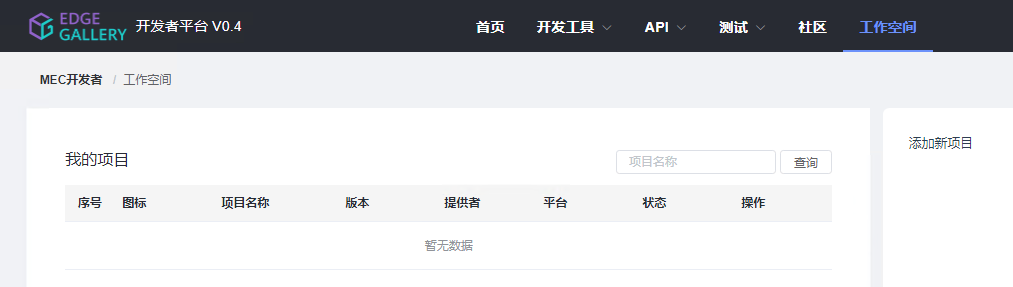 EDGE GALLERY 开发者平台 V0.4 首页 开发工具 API 测试 社区 工作空间
MEC开发者 / 工作空间
我的项目 项目名称 查询 添加新项目
序号 图标 项目名称 版本 提供者 平台 状态 操作
暂无数据